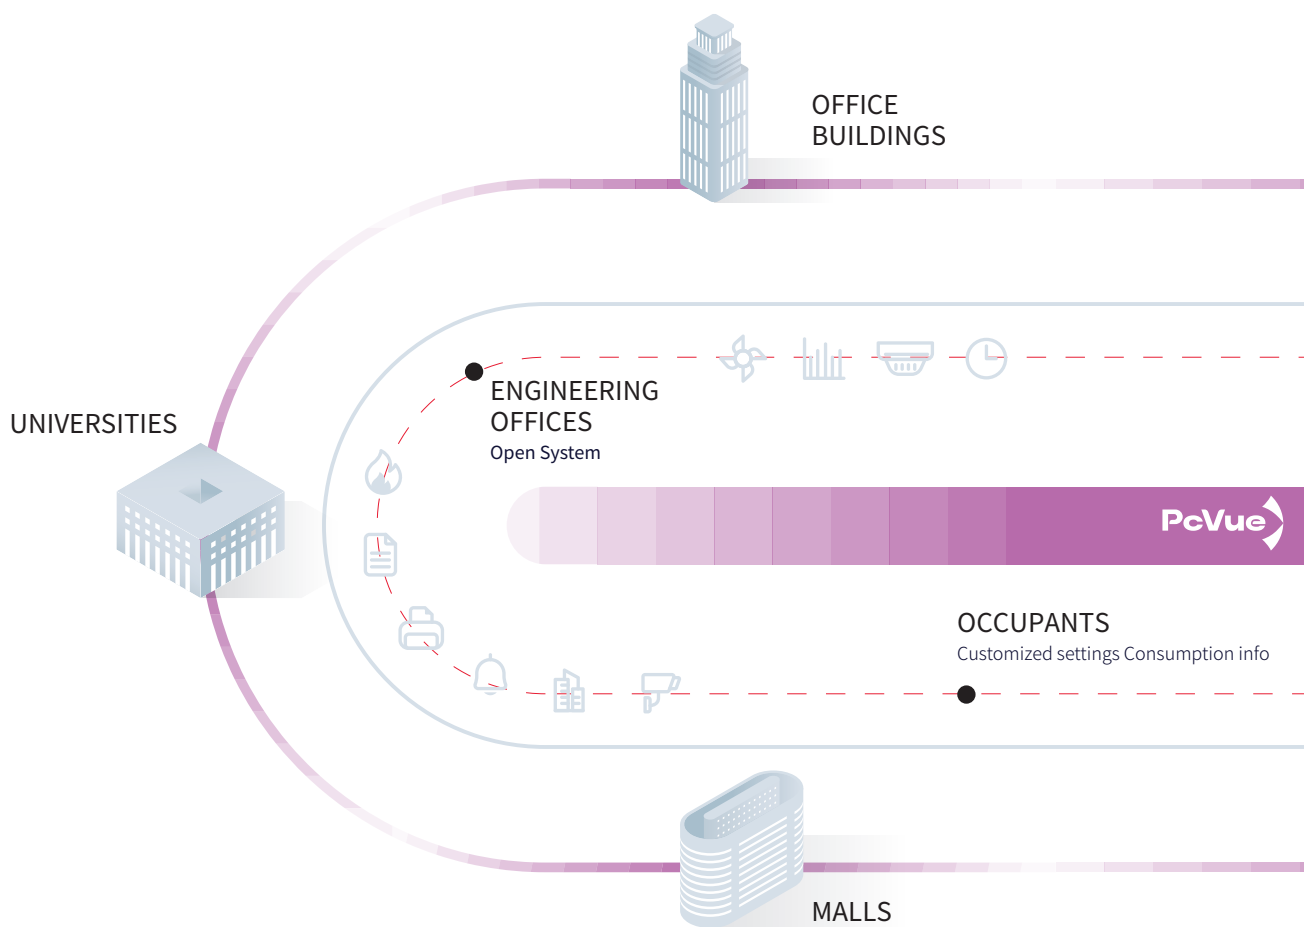 OFFICE
BUILDINGS
UNIVERSITIES
ENGINEERING
OFFICES
Open System
PcVue
OCCUPANTS
Customized settings Consumption info
MALLS